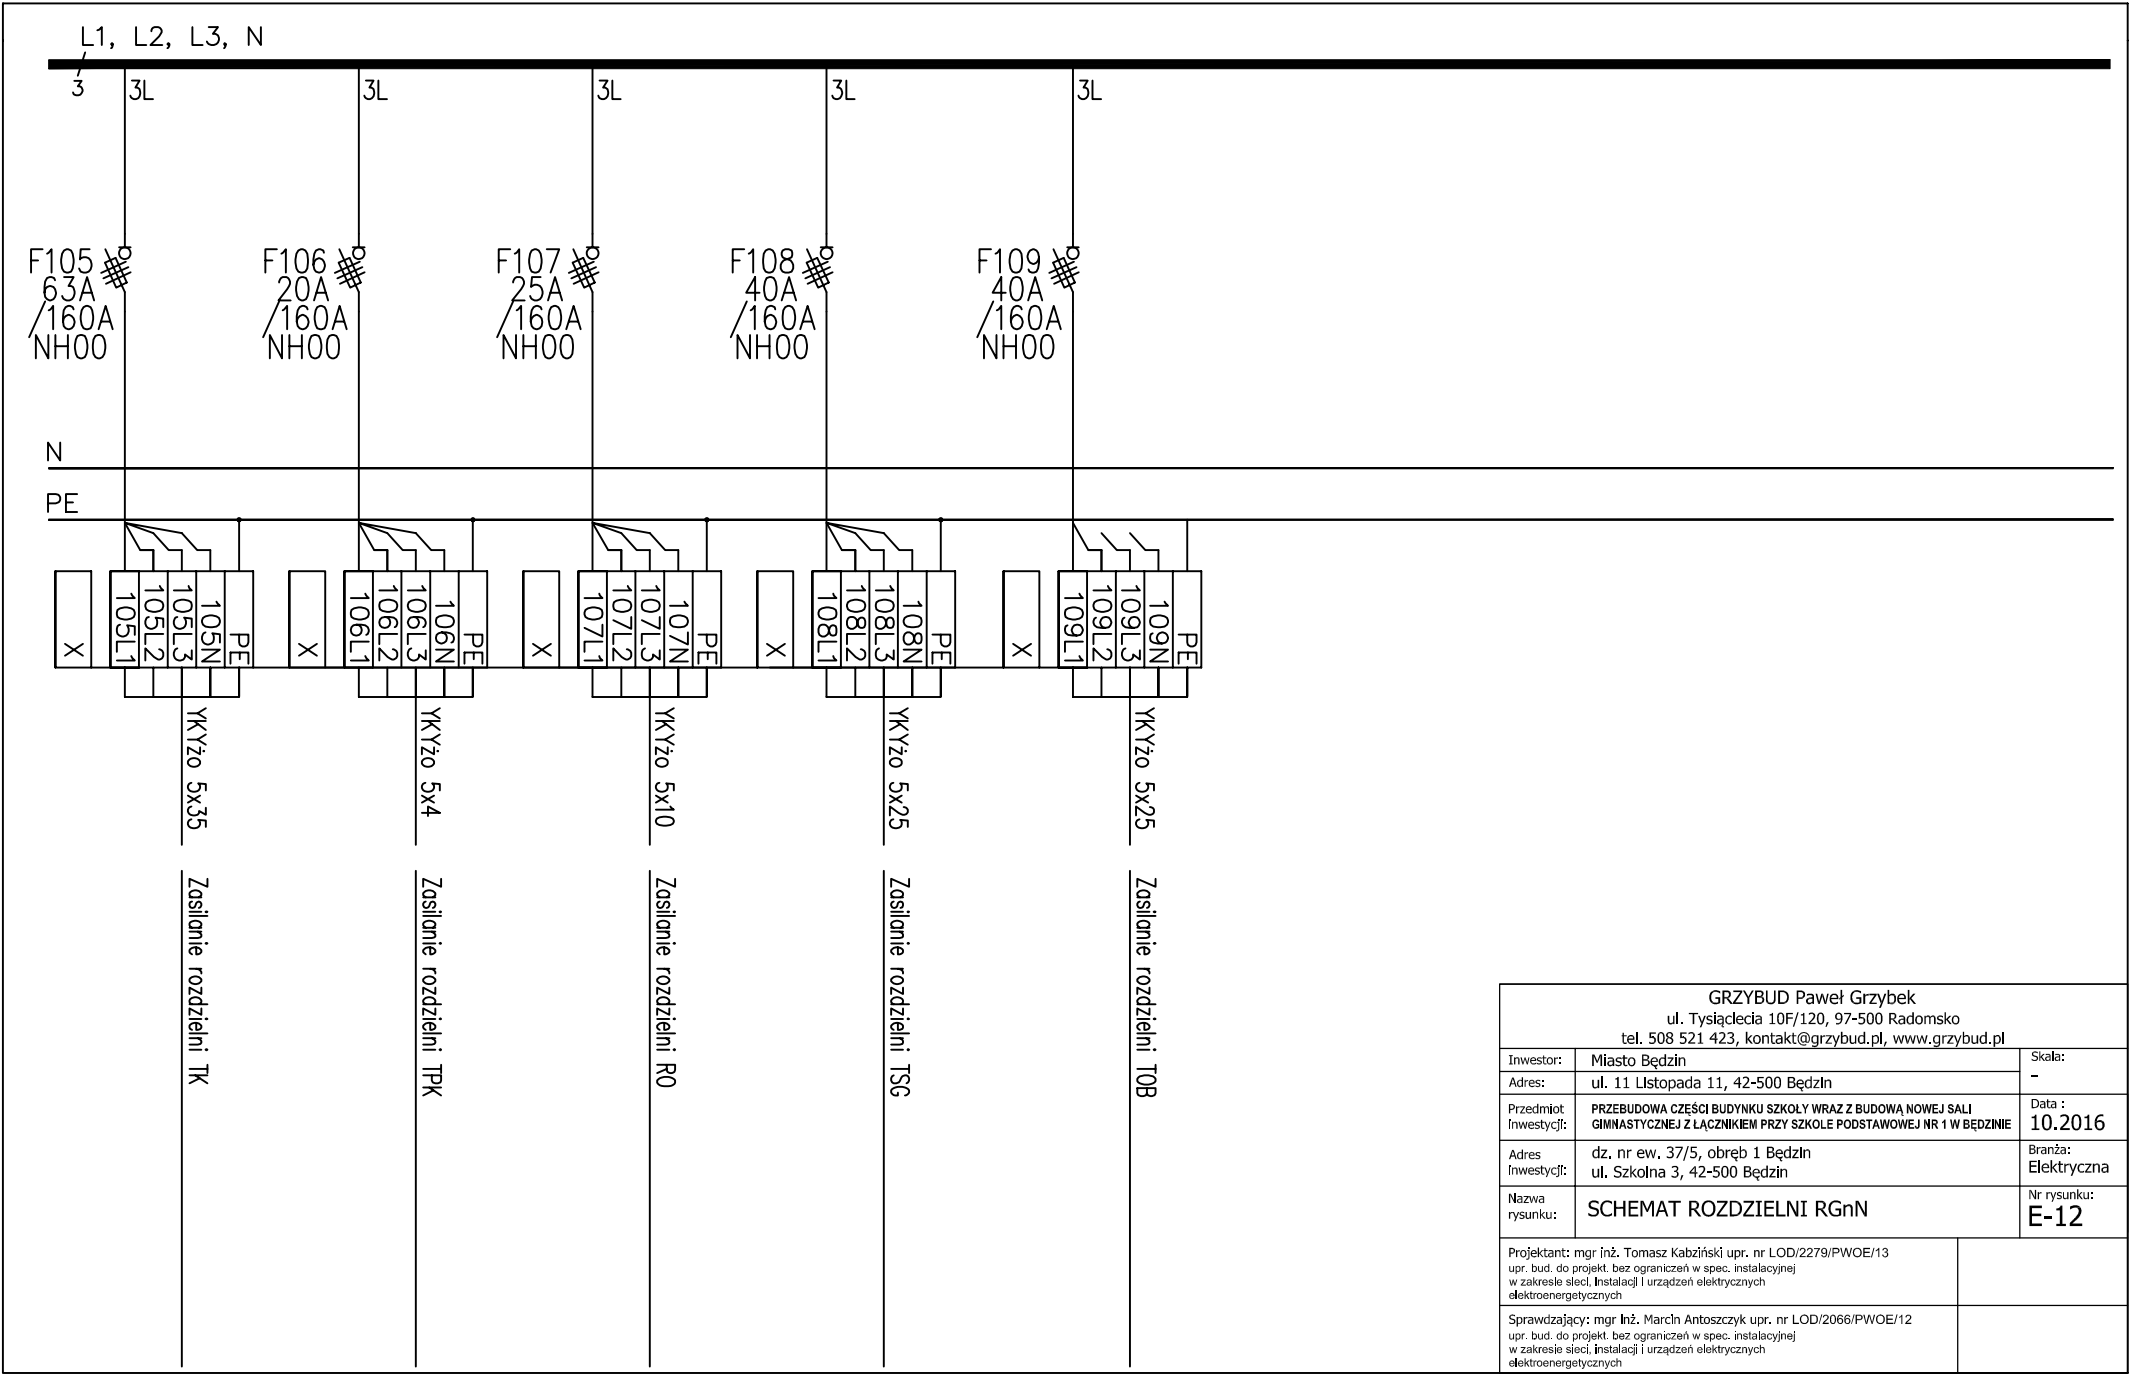 L1, L2, L3, N
3
3L
3L
3L
3L
3L
F105
63A
/160A
NH00
F106
20A
/160A
NH00
F107
25A
/160A
NH00
F108
40A
/160A
NH00
F109
40A
/160A
NH00
N
PE
X
105L1
105L2
105L3
105N
PE
X
106L1
106L2
106L3
106N
PE
X
107L1
107L2
107L3
107N
PE
X
108L1
108L2
108L3
108N
PE
X
109L1
109L2
109L3
109N
PE
YKYżo 5x35
YKYżo 5x4
YKYżo 5x10
YKYżo 5x25
YKYżo 5x25
Zasilanie rozdzielni TK
Zasilanie rozdzielni TPK
Zasilanie rozdzielni RO
Zasilanie rozdzielni TSG
Zasilanie rozdzielni TOB
GRZYBUD Paweł Grzybek
ul. Tysiąclecia 10F/120, 97-500 Radomsko
tel. 508 521 423, kontakt@grzybud.pl, www.grzybud.pl
Inwestor: Miasto Będzin
Skala:
-
Adres: ul. 11 Listopada 11, 42-500 Będzin
Przedmiot inwestycji:
PRZEBUDOWA CZĘŚCI BUDYNKU SZKOŁY WRAZ Z BUDOWĄ NOWEJ SALI
GIMNASTYCZNEJ Z ŁĄCZNIKIEM PRZY SZKOLE PODSTAWOWEJ NR 1 W BĘDZINIE
Data :
10.2016
Adres inwestycji:
dz. nr ew. 37/5, obręb 1 Będzin
ul. Szkolna 3, 42-500 Będzin
Branża:
Elektryczna
Nazwa rysunku:
SCHEMAT ROZDZIELNI RGnN
Nr rysunku:
E-12
Projektant: mgr inż. Tomasz Kabziński upr. nr LOD/2279/PWOE/13
upr. bud. do projekt. bez ograniczeń w spec. instalacyjnej
w zakresie sieci, instalacji i urządzeń elektrycznych
elektroenergetycznych
Sprawdzający: mgr inż. Marcin Antoszczyk upr. nr LOD/2066/PWOE/12
upr. bud. do projekt. bez ograniczeń w spec. instalacyjnej
w zakresie sieci, instalacji i urządzeń elektrycznych
elektroenergetycznych